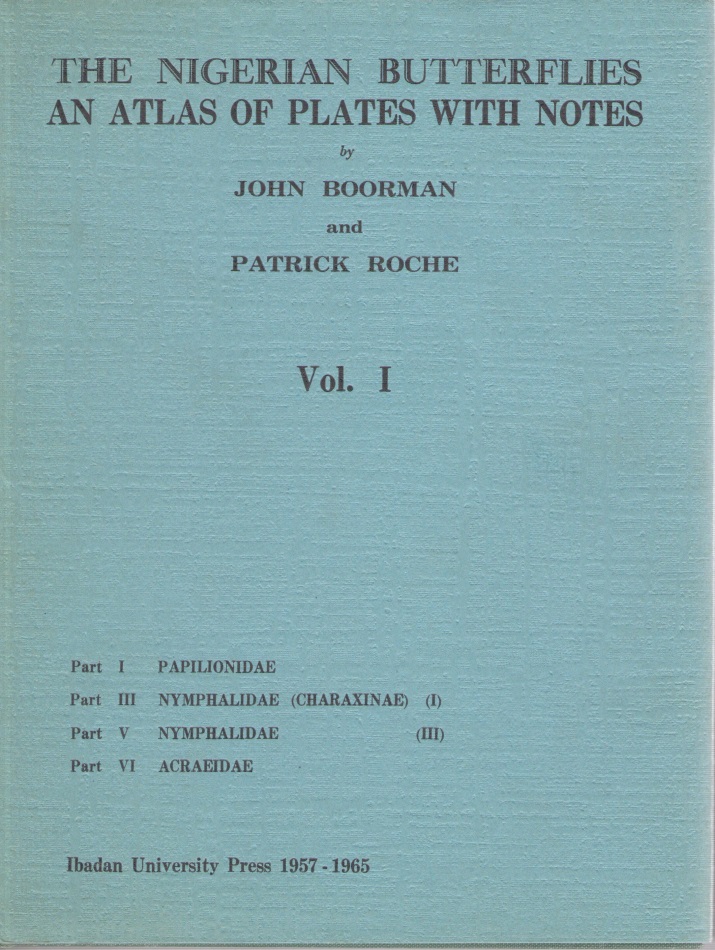 THE NIGERIAN BUTTERFLIES
AN ATLAS OF PLATES WITH NOTES
by
JOHN BOORMAN
and
PATRICK ROCHE
Vol. I
Part I PAPILIONIDAE
Part III NYMPHALIDAE (CHARAXINAE) (I)
Part V NYMPHALIDAE (III)
Part VI ACRAEIDAE
Ibadan University Press 1957-1965